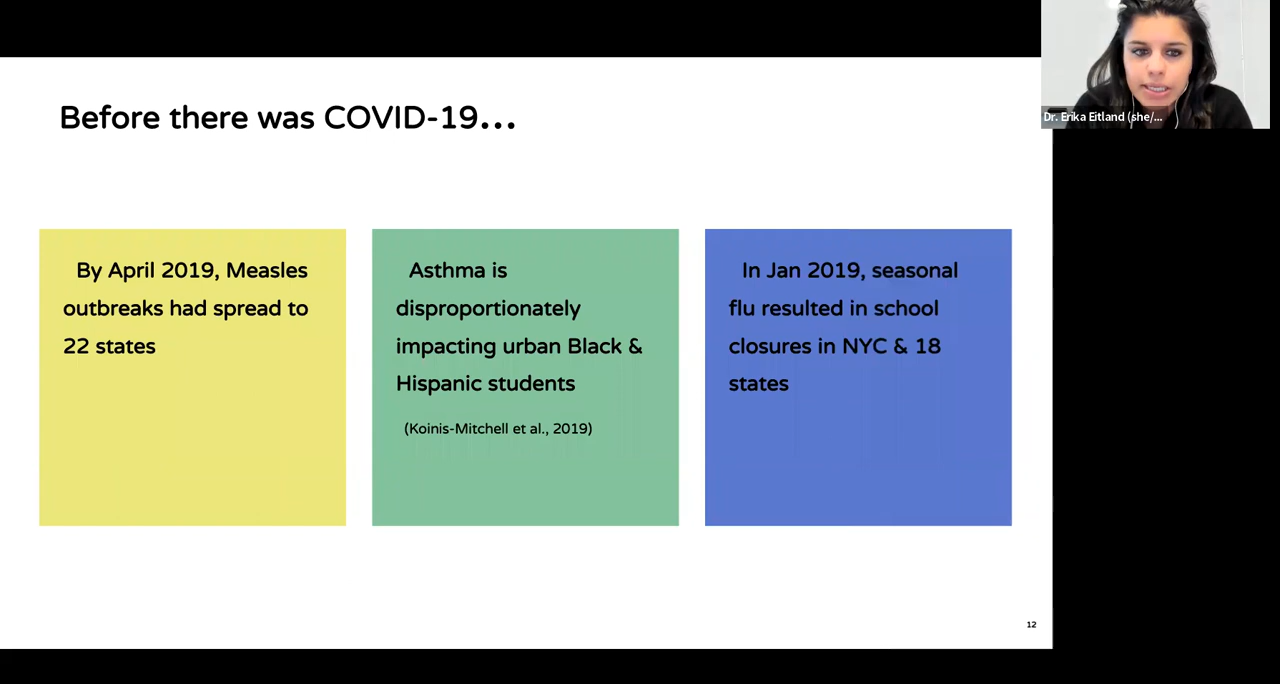 Before there was COVID-19...
By April 2019, Measles
outbreaks had spread to
22 states
Asthma is
disproportionately
impacting urban Black &
Hispanic students
(Koinis-Mitchell et al., 2019)
In Jan 2019, seasonal
flu resulted in school
closures in NYC & 18
states
12
Dr. Erika Eitland (she/...